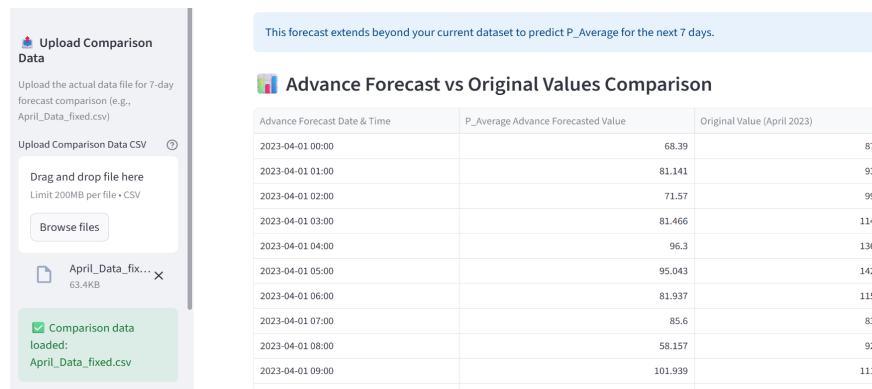 Upload Comparison
Data
Upload the actual data file for 7-day
forecast comparison (e.g.,
April_Data_fixed.csv)
Upload Comparison Data CSV
Drag and drop file here
Limit 200MB per file • CSV
Browse files
April_Data_fix...
63.4KB
Comparison data
loaded:
April_Data_fixed.csv
This forecast extends beyond your current dataset to predict P_Average for the next 7 days.
Advance Forecast vs Original Values Comparison
Advance Forecast Date & Time P_Average Advance Forecasted Value Original Value (April 2023)
2023-04-01 00:00 68.39
2023-04-01 01:00 81.141
2023-04-01 02:00 71.57
2023-04-01 03:00 81.466
2023-04-01 04:00 96.3
2023-04-01 05:00 95.043
2023-04-01 06:00 81.937
2023-04-01 07:00 85.6
2023-04-01 08:00 58.157
2023-04-01 09:00 101.939